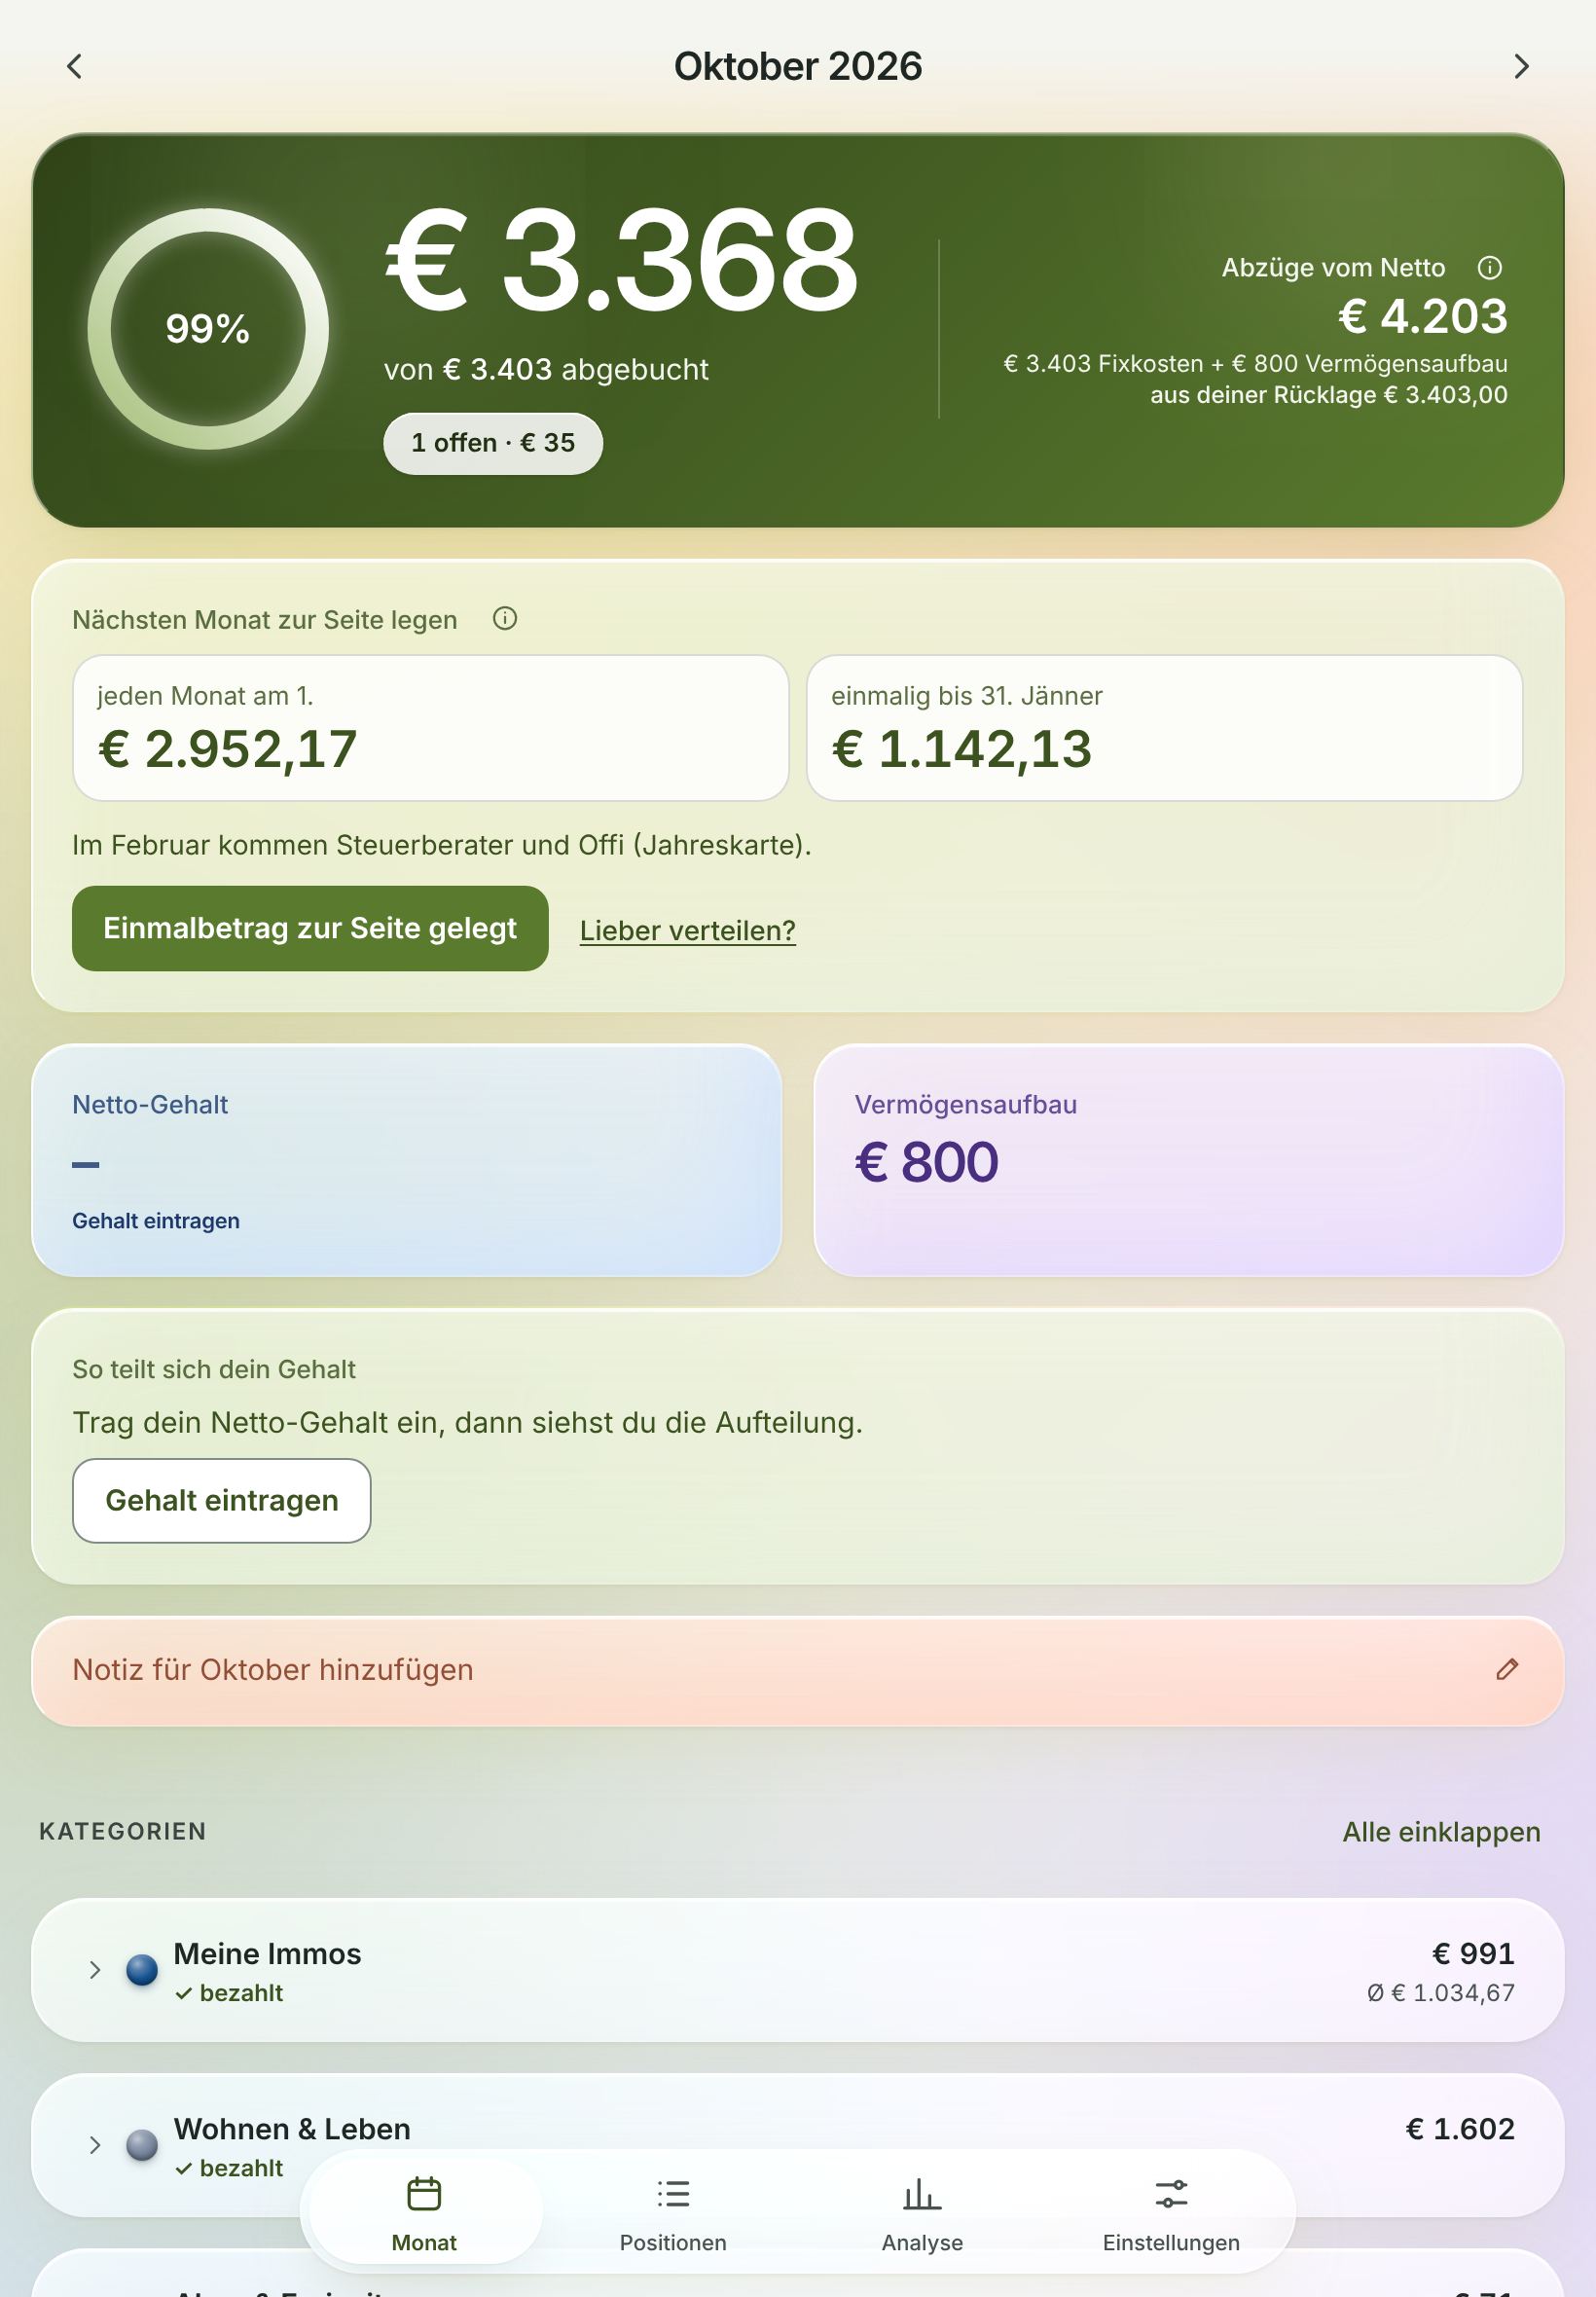 Oktober 2026
99%
€ 3.368
von € 3.403 abgebucht
1 offen · € 35
Abzüge vom Netto
€ 4.203
€ 3.403 Fixkosten + € 800 Vermögensaufbau
aus deiner Rücklage € 3.403,00
Nächsten Monat zur Seite legen
jeden Monat am 1.
€ 2.952,17
einmalig bis 31. Jänner
€ 1.142,13
Im Februar kommen Steuerberater und Offi (Jahreskarte).
Einmalbetrag zur Seite gelegt
Lieber verteilen?
Netto-Gehalt
–
Gehalt eintragen
Vermögensaufbau
€ 800
So teilt sich dein Gehalt
Trag dein Netto-Gehalt ein, dann siehst du die Aufteilung.
Gehalt eintragen
Notiz für Oktober hinzufügen
KATEGORIEN
Alle einklappen
Meine Immos
€ 991
✓ bezahlt
Ø € 1.034,67
Wohnen & Leben
€ 1.602
✓ bezahlt
Monat
Positionen
Analyse
Einstellungen